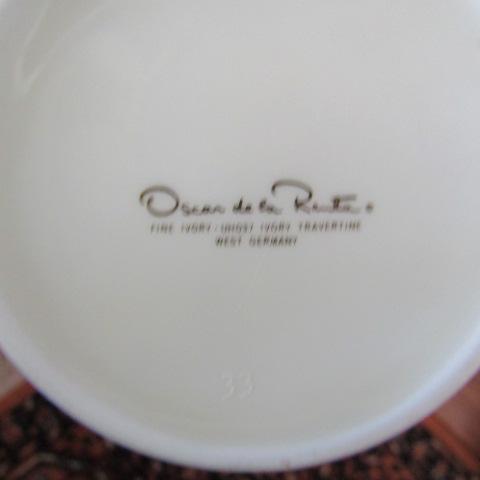 Oscar de la Renta
FINE IVORY - GHOST IVORY TRAVERTINE
WEST GERMANY
33